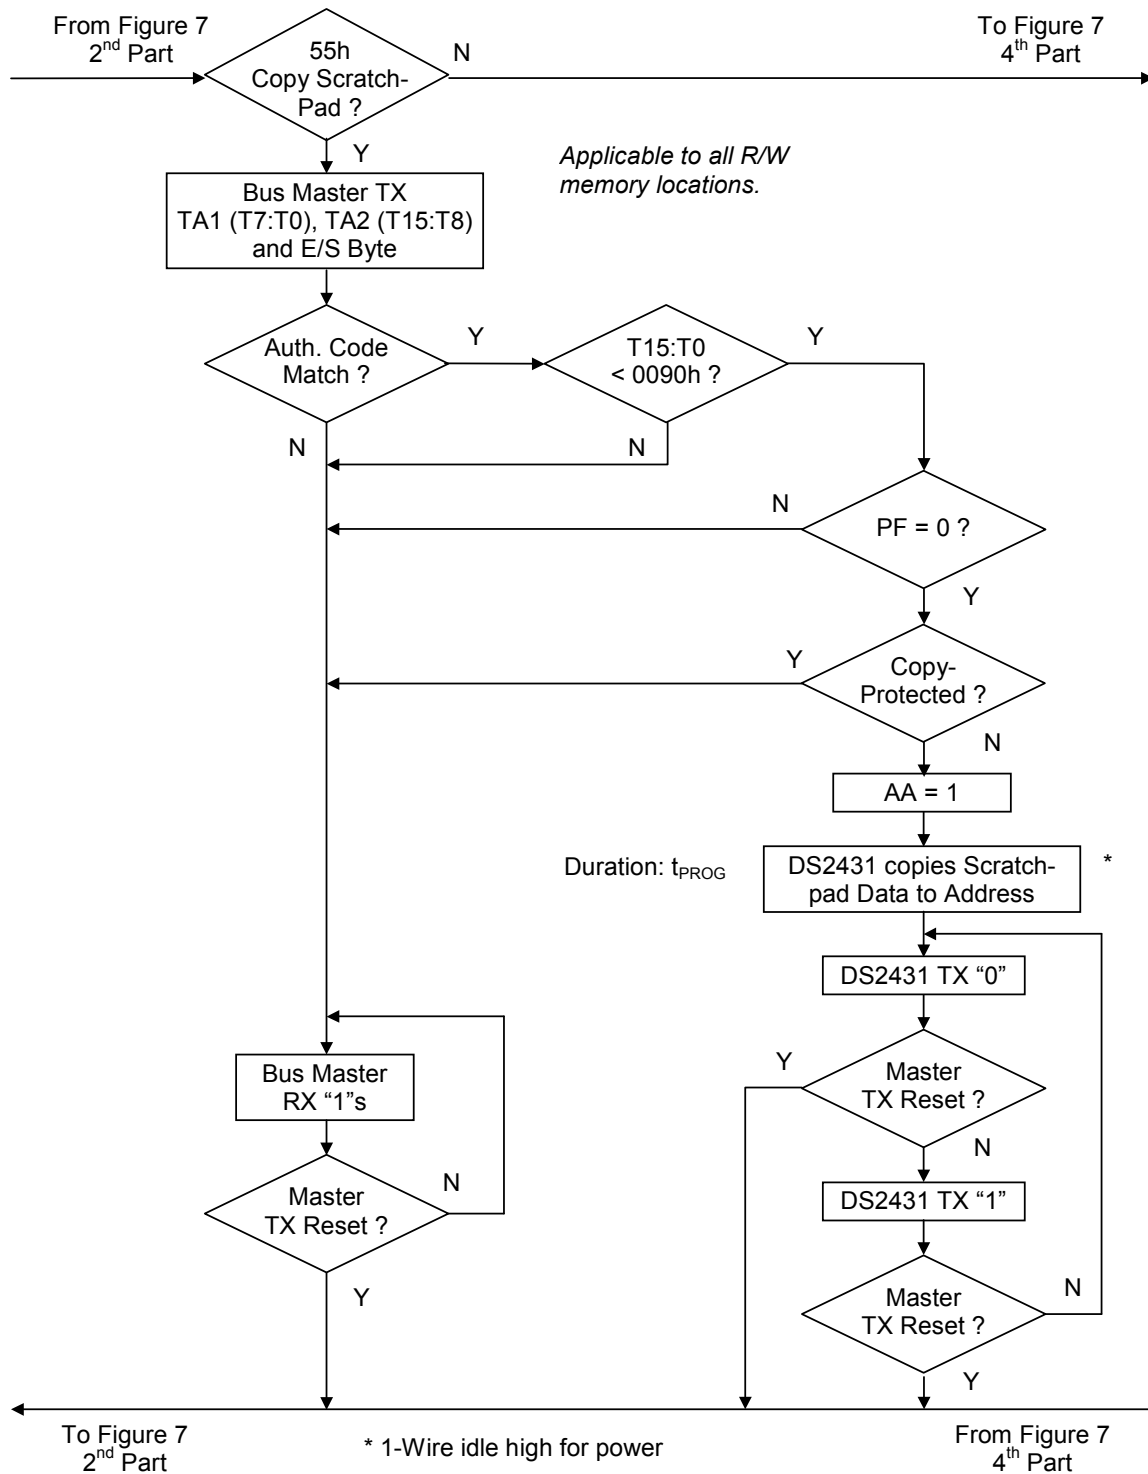 From Figure 7
2nd Part
55h
Copy Scratch-
Pad ?
N
To Figure 7
4th Part
Y
Applicable to all R/W
memory locations.
Bus Master TX
TA1 (T7:T0), TA2 (T15:T8)
and E/S Byte
Auth. Code
Match ?
Y
T15:T0
< 0090h ?
Y
N
N
N
PF = 0 ?
Y
Y
Copy-
Protected ?
N
AA = 1
Duration: tPROG
DS2431 copies Scratch-
pad Data to Address
*
DS2431 TX “0”
Bus Master
RX “1”s
Y
Master
TX Reset ?
N
Master
TX Reset ?
N
DS2431 TX “1”
Y
Master
TX Reset ?
N
Y
To Figure 7
2nd Part
* 1-Wire idle high for power
From Figure 7
4th Part